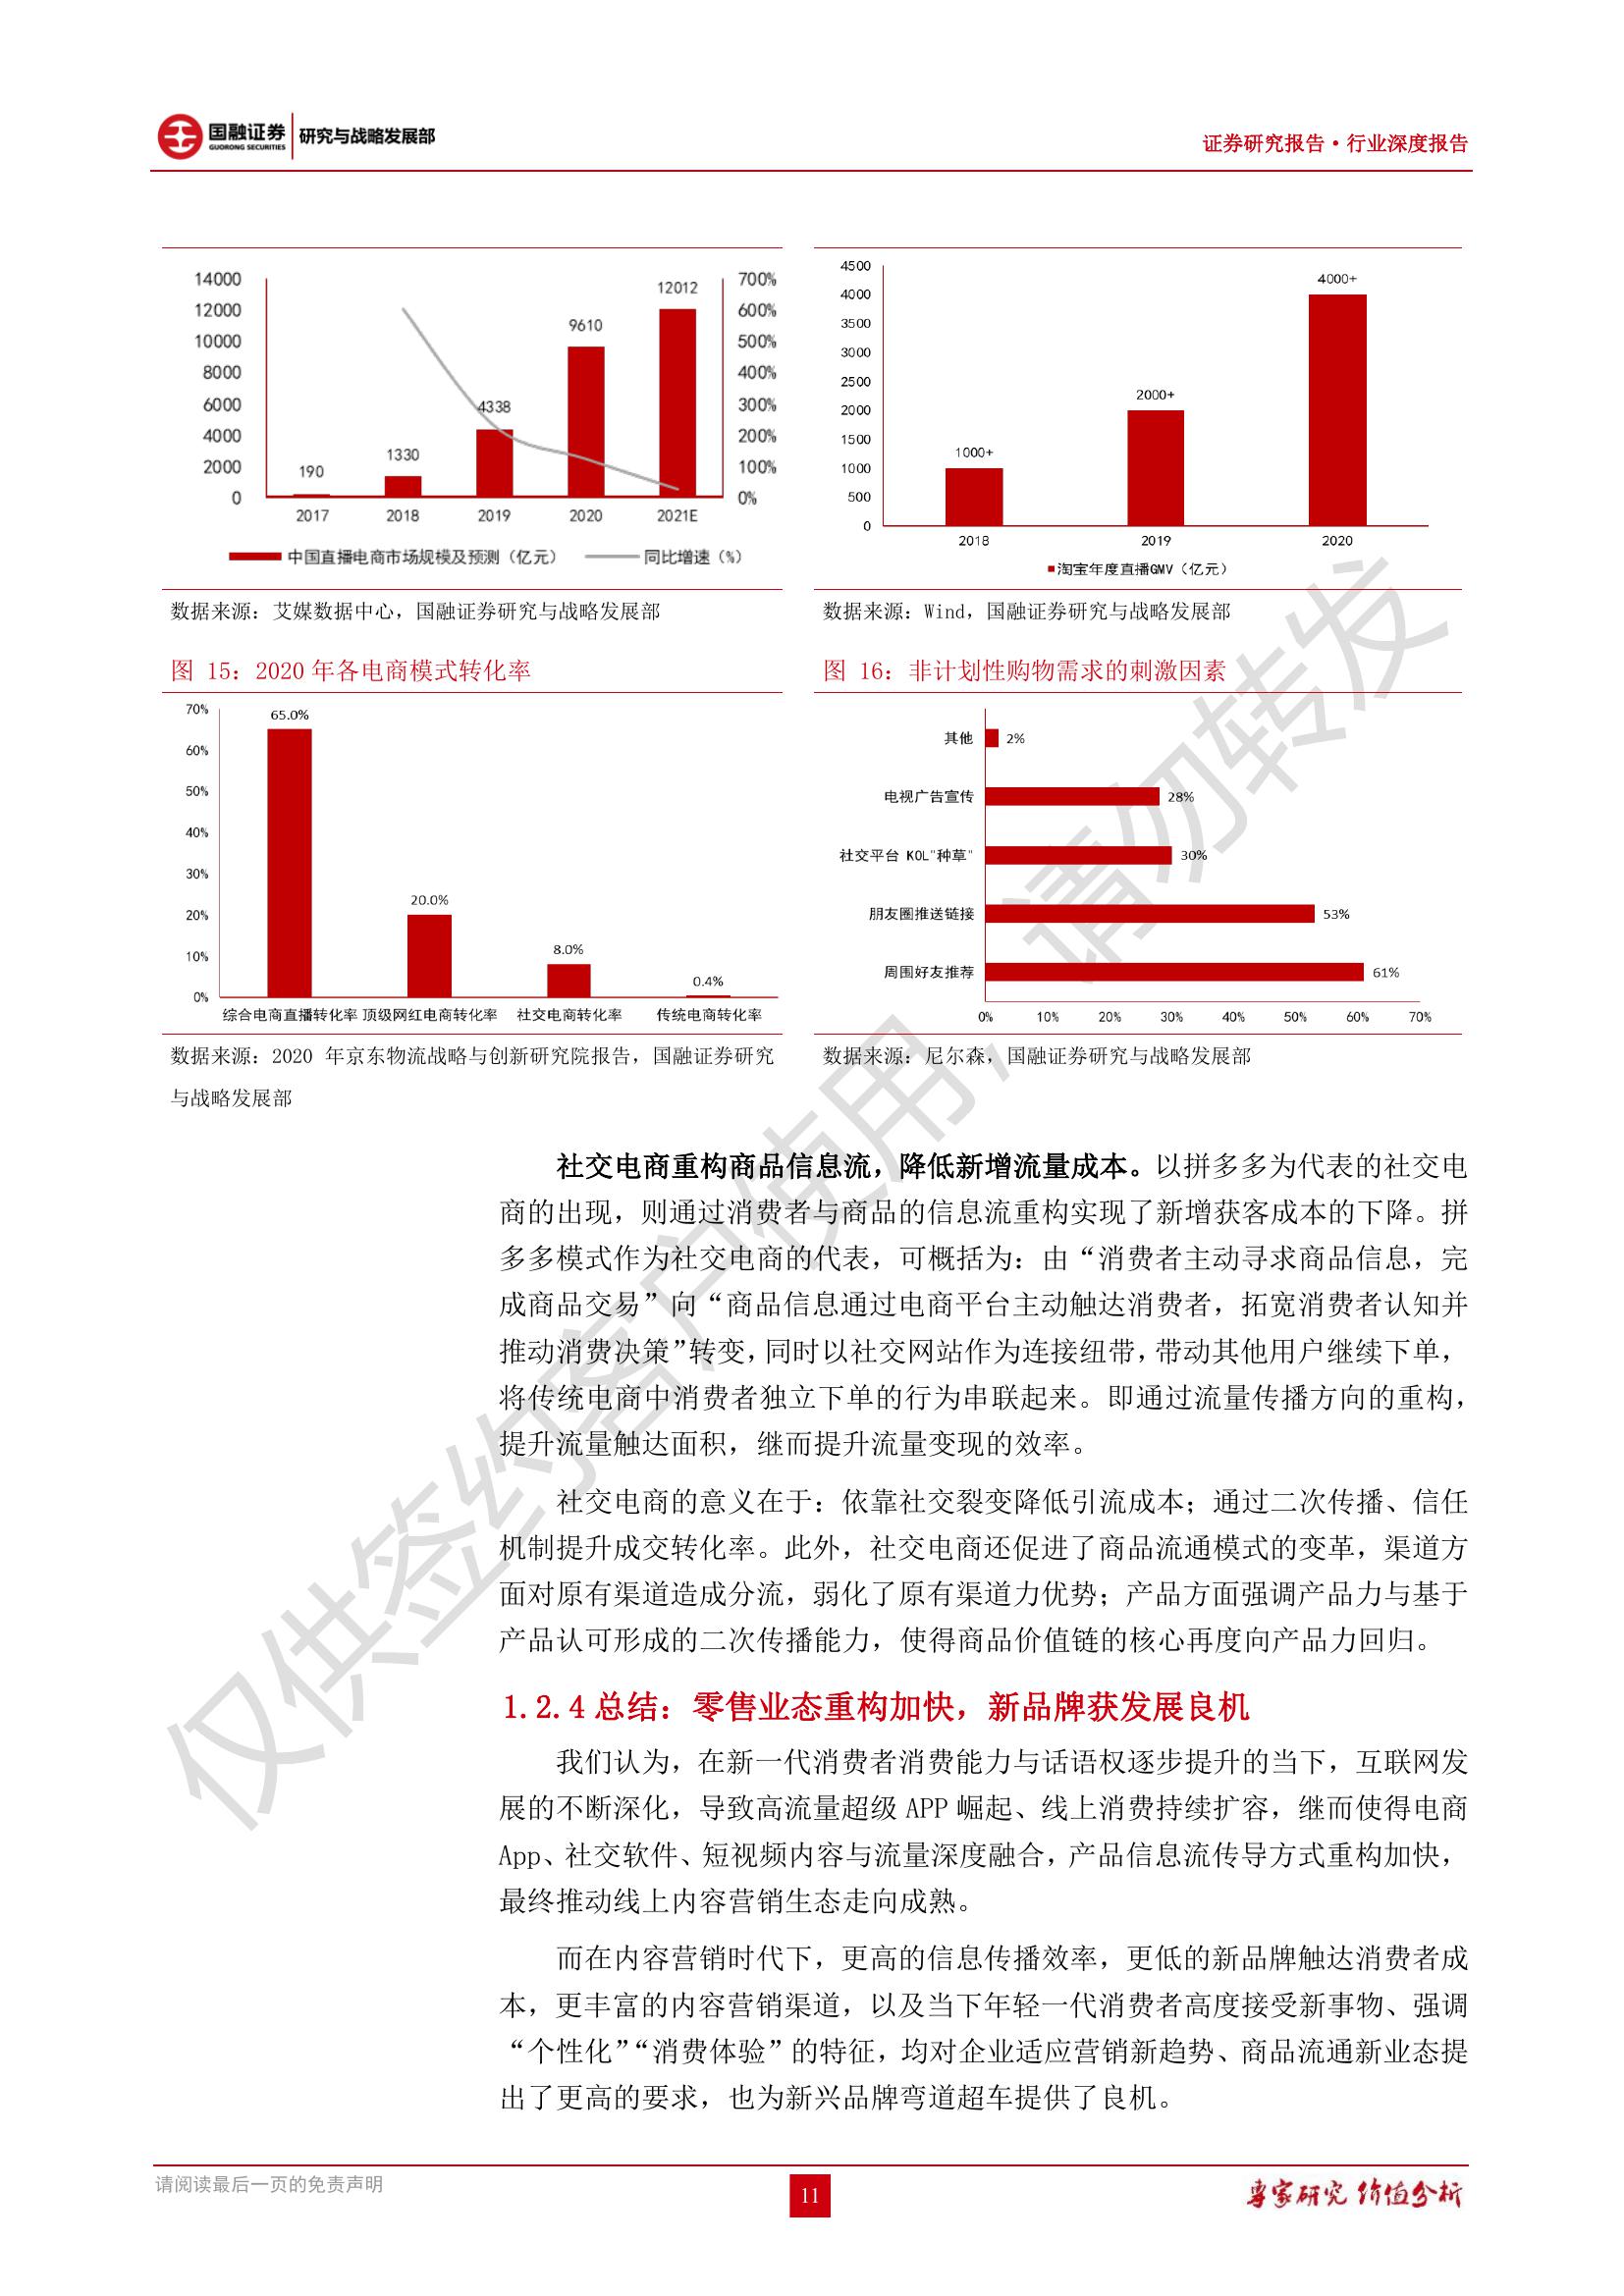 国融证券
GUORONG SECURITIES
研究与战略发展部
证券研究报告·行业深度报告
14000
12000
10000
8000
6000
4000
2000
0
700%
600%
500%
400%
300%
200%
100%
0%
190
1330
4338
9610
12012
2017 2018 2019 2020 2021E
中国直播电商市场规模及预测（亿元） 同比增速（%）
数据来源：艾媒数据中心，国融证券研究与战略发展部
4500
4000
3500
3000
2500
2000
1500
1000
500
0
1000+
2000+
4000+
2018 2019 2020
淘宝年度直播GMV（亿元）
数据来源：Wind，国融证券研究与战略发展部
图 15：2020 年各电商模式转化率
70%
60%
50%
40%
30%
20%
10%
0%
65.0%
20.0%
8.0%
0.4%
综合电商直播转化率 顶级网红电商转化率 社交电商转化率 传统电商转化率
数据来源：2020 年京东物流战略与创新研究院报告，国融证券研究
与战略发展部
图 16：非计划性购物需求的刺激因素
其他 2%
电视广告宣传 28%
社交平台 KOL"种草" 30%
朋友圈推送链接 53%
周围好友推荐 61%
0% 10% 20% 30% 40% 50% 60% 70%
数据来源：尼尔森，国融证券研究与战略发展部
社交电商重构商品信息流，降低新增流量成本。以拼多多为代表的社交电
商的出现，则通过消费者与商品的信息流重构实现了新增获客成本的下降。拼
多多模式作为社交电商的代表，可概括为：由“消费者主动寻求商品信息，完
成商品交易”向“商品信息通过电商平台主动触达消费者，拓宽消费者认知并
推动消费决策”转变，同时以社交网站作为连接纽带，带动其他用户继续下单，
将传统电商中消费者独立下单的行为串联起来。即通过流量传播方向的重构，
提升流量触达面积，继而提升流量变现的效率。
社交电商的意义在于：依靠社交裂变降低引流成本；通过二次传播、信任
机制提升成交转化率。此外，社交电商还促进了商品流通模式的变革，渠道方
面对原有渠道造成分流，弱化了原有渠道力优势；产品方面强调产品力与基于
产品认可形成的二次传播能力，使得商品价值链的核心再度向产品力回归。
1.2.4 总结：零售业态重构加快，新品牌获发展良机
我们认为，在新一代消费者消费能力与话语权逐步提升的当下，互联网发
展的不断深化，导致高流量超级 APP 崛起、线上消费持续扩容，继而使得电商
App、社交软件、短视频内容与流量深度融合，产品信息流传导方式重构加快，
最终推动线上内容营销生态走向成熟。
而在内容营销时代下，更高的信息传播效率，更低的新品牌触达消费者成
本，更丰富的内容营销渠道，以及当下年轻一代消费者高度接受新事物、强调
“个性化”“消费体验”的特征，均对企业适应营销新趋势、商品流通新业态提
出了更高的要求，也为新兴品牌弯道超车提供了良机。
仅供签约客户使用，请勿转发
请阅读最后一页的免责声明
11
专家研究 价值分析